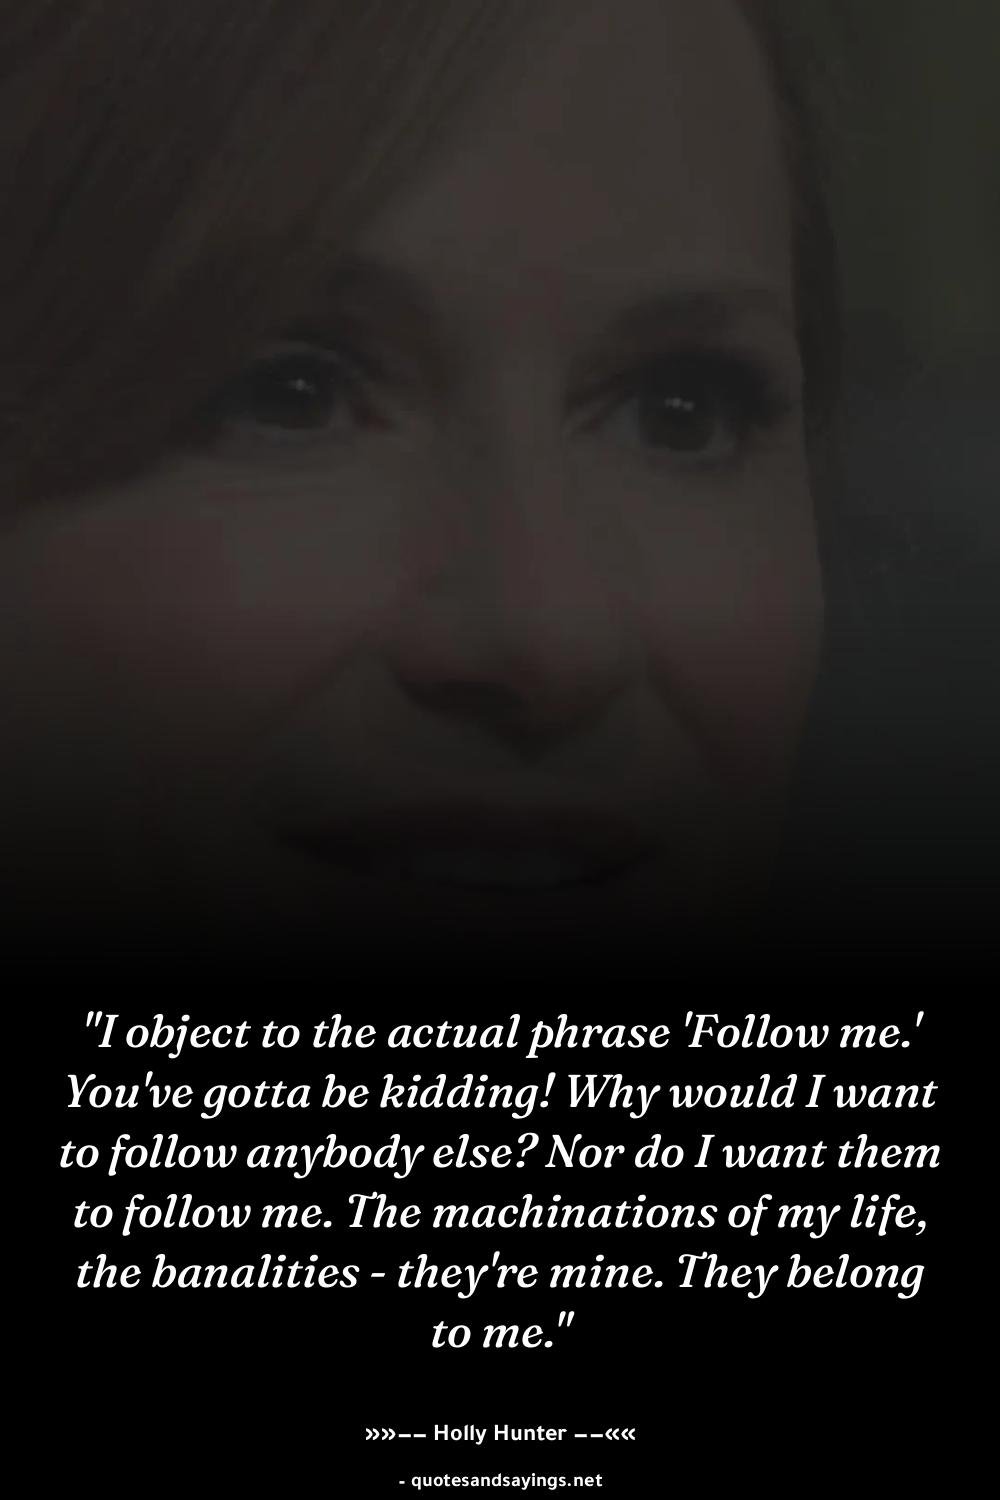 "I object to the actual phrase 'Follow me.'
You've gotta be kidding! Why would I want
to follow anybody else? Nor do I want them
to follow me. The machinations of my life,
the banalities - they're mine. They belong
to me."
»»−− Holly Hunter −−««
- quotesandsayings.net